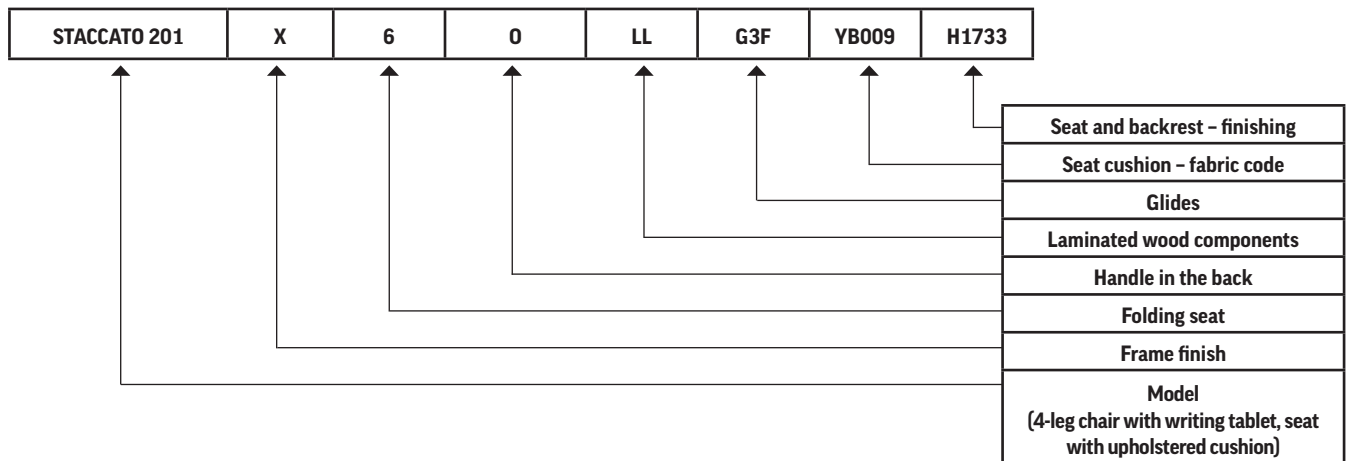 STACCATO 201 X 6 O LL G3F YB009 H1733
Seat and backrest – finishing
Seat cushion – fabric code
Glides
Laminated wood components
Handle in the back
Folding seat
Frame finish
Model
(4-leg chair with writing tablet, seat
with upholstered cushion)